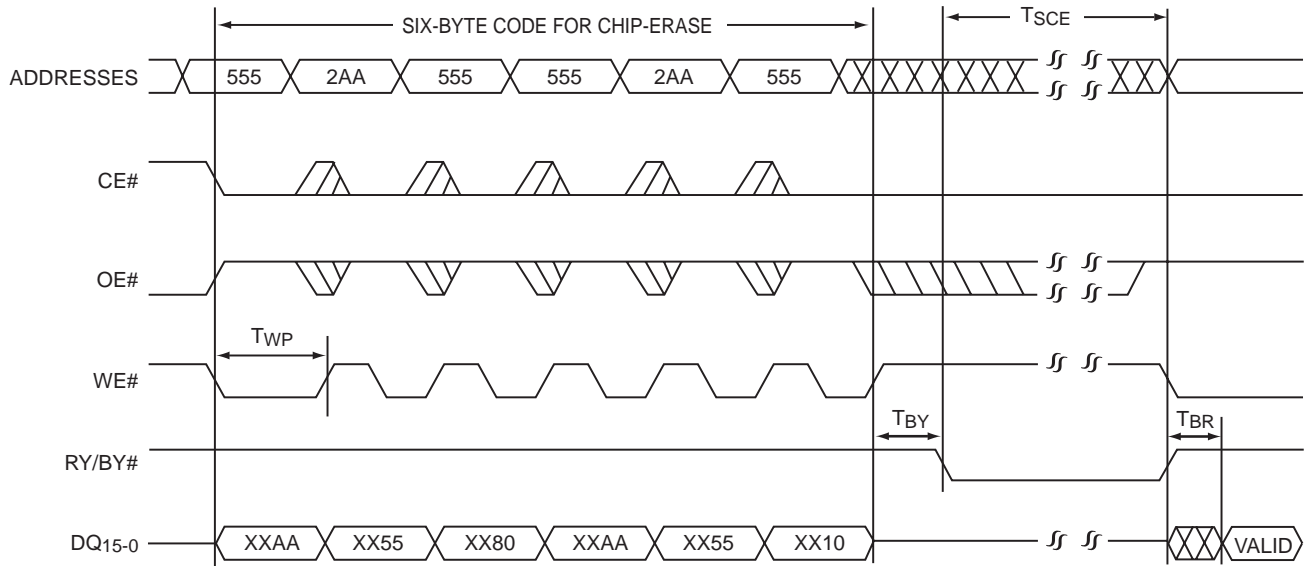 SIX-BYTE CODE FOR CHIP-ERASE
TSCE
ADDRESSES 555 2AA 555 555 2AA 555
CE#
OE#
TWP
WE#
TBY TBR
RY/BY#
DQ15-0 XXAA XX55 XX80 XXAA XX55 XX10 VALID